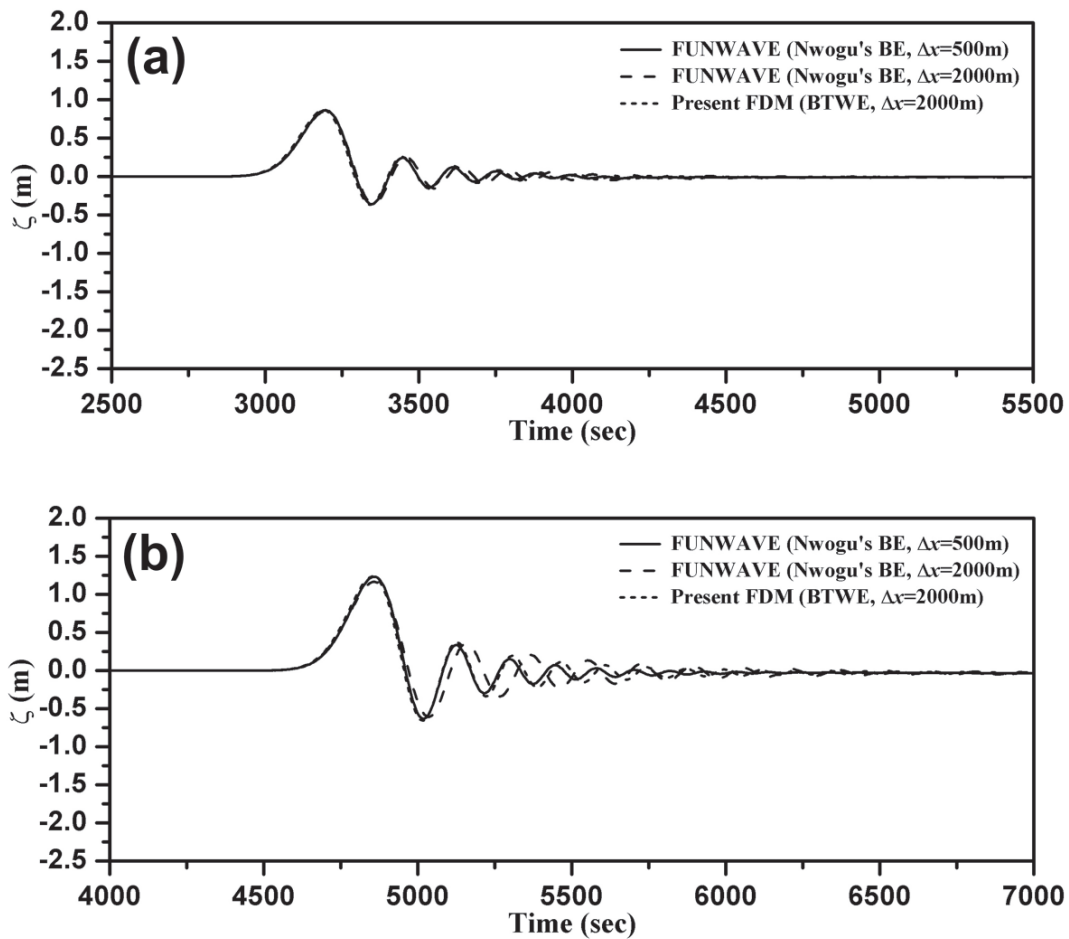 (a)
FUNWAVE (Nwogu's BE, Δx=500m)
FUNWAVE (Nwogu's BE, Δx=2000m)
Present FDM (BTWE, Δx=2000m)
2.0
1.5
1.0
0.5
0.0
-0.5
-1.0
-1.5
-2.0
-2.5
ζ (m)
2500 3000 3500 4000 4500 5000 5500
Time (sec)
(b)
FUNWAVE (Nwogu's BE, Δx=500m)
FUNWAVE (Nwogu's BE, Δx=2000m)
Present FDM (BTWE, Δx=2000m)
2.0
1.5
1.0
0.5
0.0
-0.5
-1.0
-1.5
-2.0
-2.5
ζ (m)
4000 4500 5000 5500 6000 6500 7000
Time (sec)